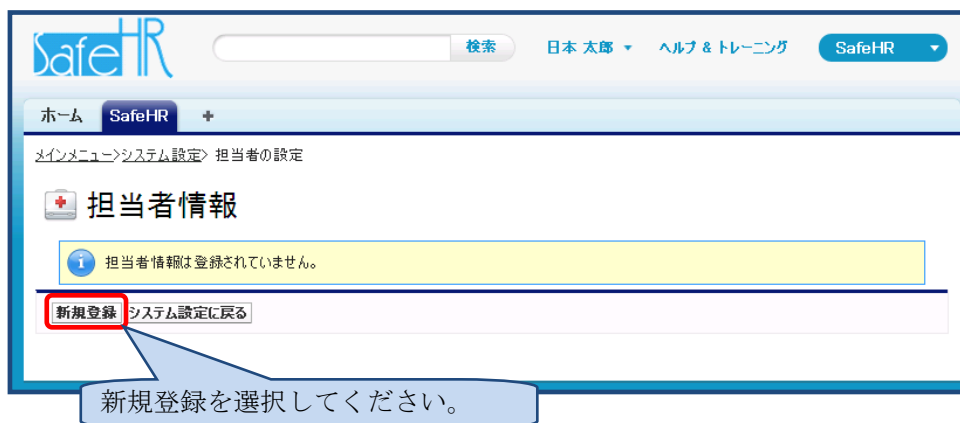 SafeHR 検索 日本 太郎 ▼ ヘルプ & トレーニング SafeHR ▼
ホーム SafeHR +
メインメニュー>システム設定> 担当者の設定
担当者情報
i 担当者情報は登録されていません。
新規登録 システム設定に戻る
新規登録を選択してください。